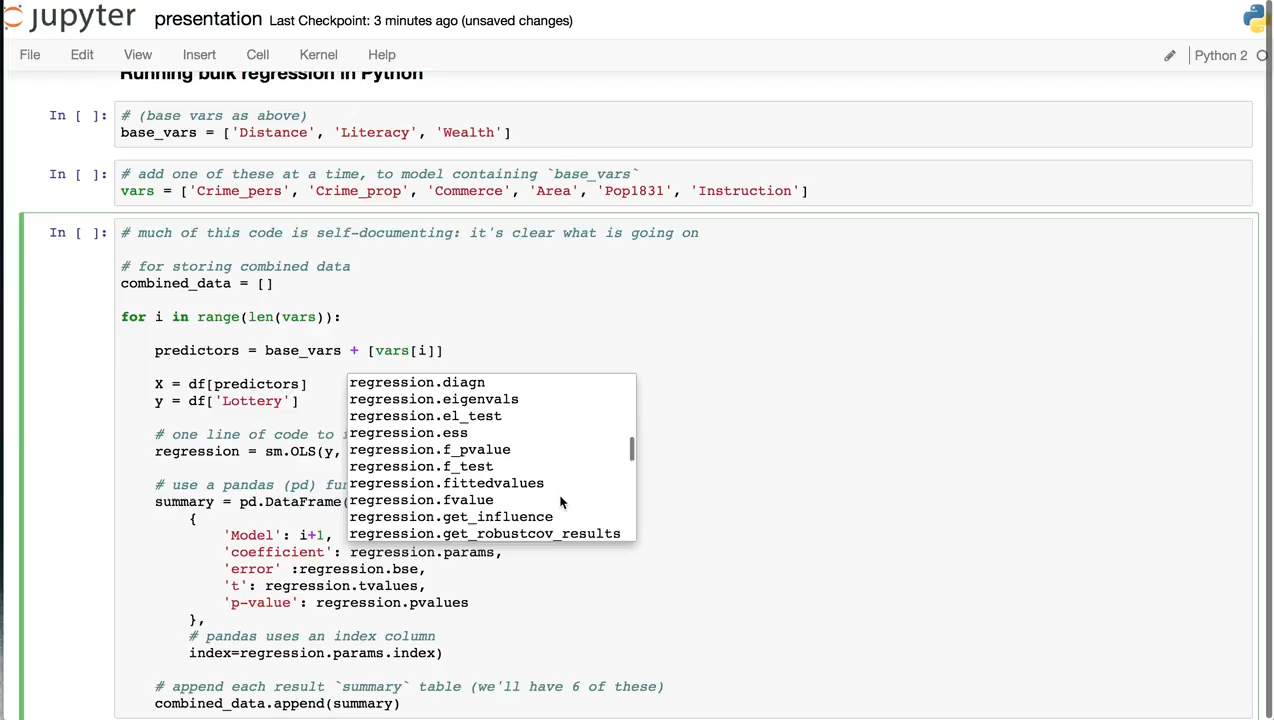 jupyter presentation Last Checkpoint: 3 minutes ago (unsaved changes)
File Edit View Insert Cell Kernel Help Python 2
Running bulk regression in Python
In [ ]: # (base vars as above)
base_vars = ['Distance', 'Literacy', 'Wealth']
In [ ]: # add one of these at a time, to model containing `base_vars`
vars = ['Crime_pers', 'Crime_prop', 'Commerce', 'Area', 'Pop1831', 'Instruction']
In [ ]: # much of this code is self-documenting: it's clear what is going on
# for storing combined data
combined_data = []
for i in range(len(vars)):
predictors = base_vars + [vars[i]]
X = df[predictors]
y = df['Lottery']
# one line of code to
regression = sm.OLS(y,
# use a pandas (pd)
summary = pd.DataFrame(
{
'Model': i+1,
'coefficient': regression.params,
'error' :regression.bse,
't': regression.tvalues,
'p-value': regression.pvalues
},
# pandas uses an index column
index=regression.params.index)
# append each result `summary` table (we'll have 6 of these)
combined_data.append(summary)
regression.diagn
regression.eigenvals
regression.el_test
regression.ess
regression.f_pvalue
regression.f_test
regression.fittedvalues
regression.fvalue
regression.get_influence
regression.get_robustcov_results